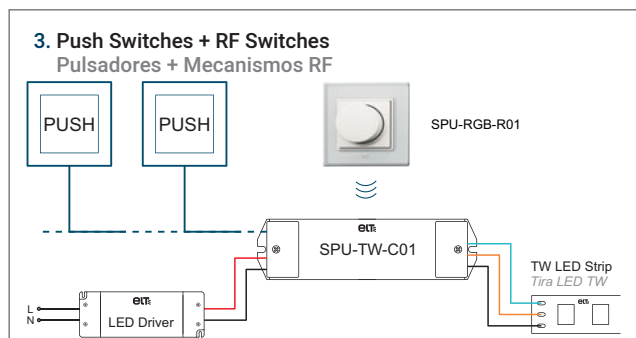 3. Push Switches + RF Switches
Pulsadores + Mecanismos RF
PUSH
PUSH
SPU-RGB-R01
elt
SPU-TW-C01
TW LED Strip
Tira LED TW
elt
L
N
elt
LED Driver